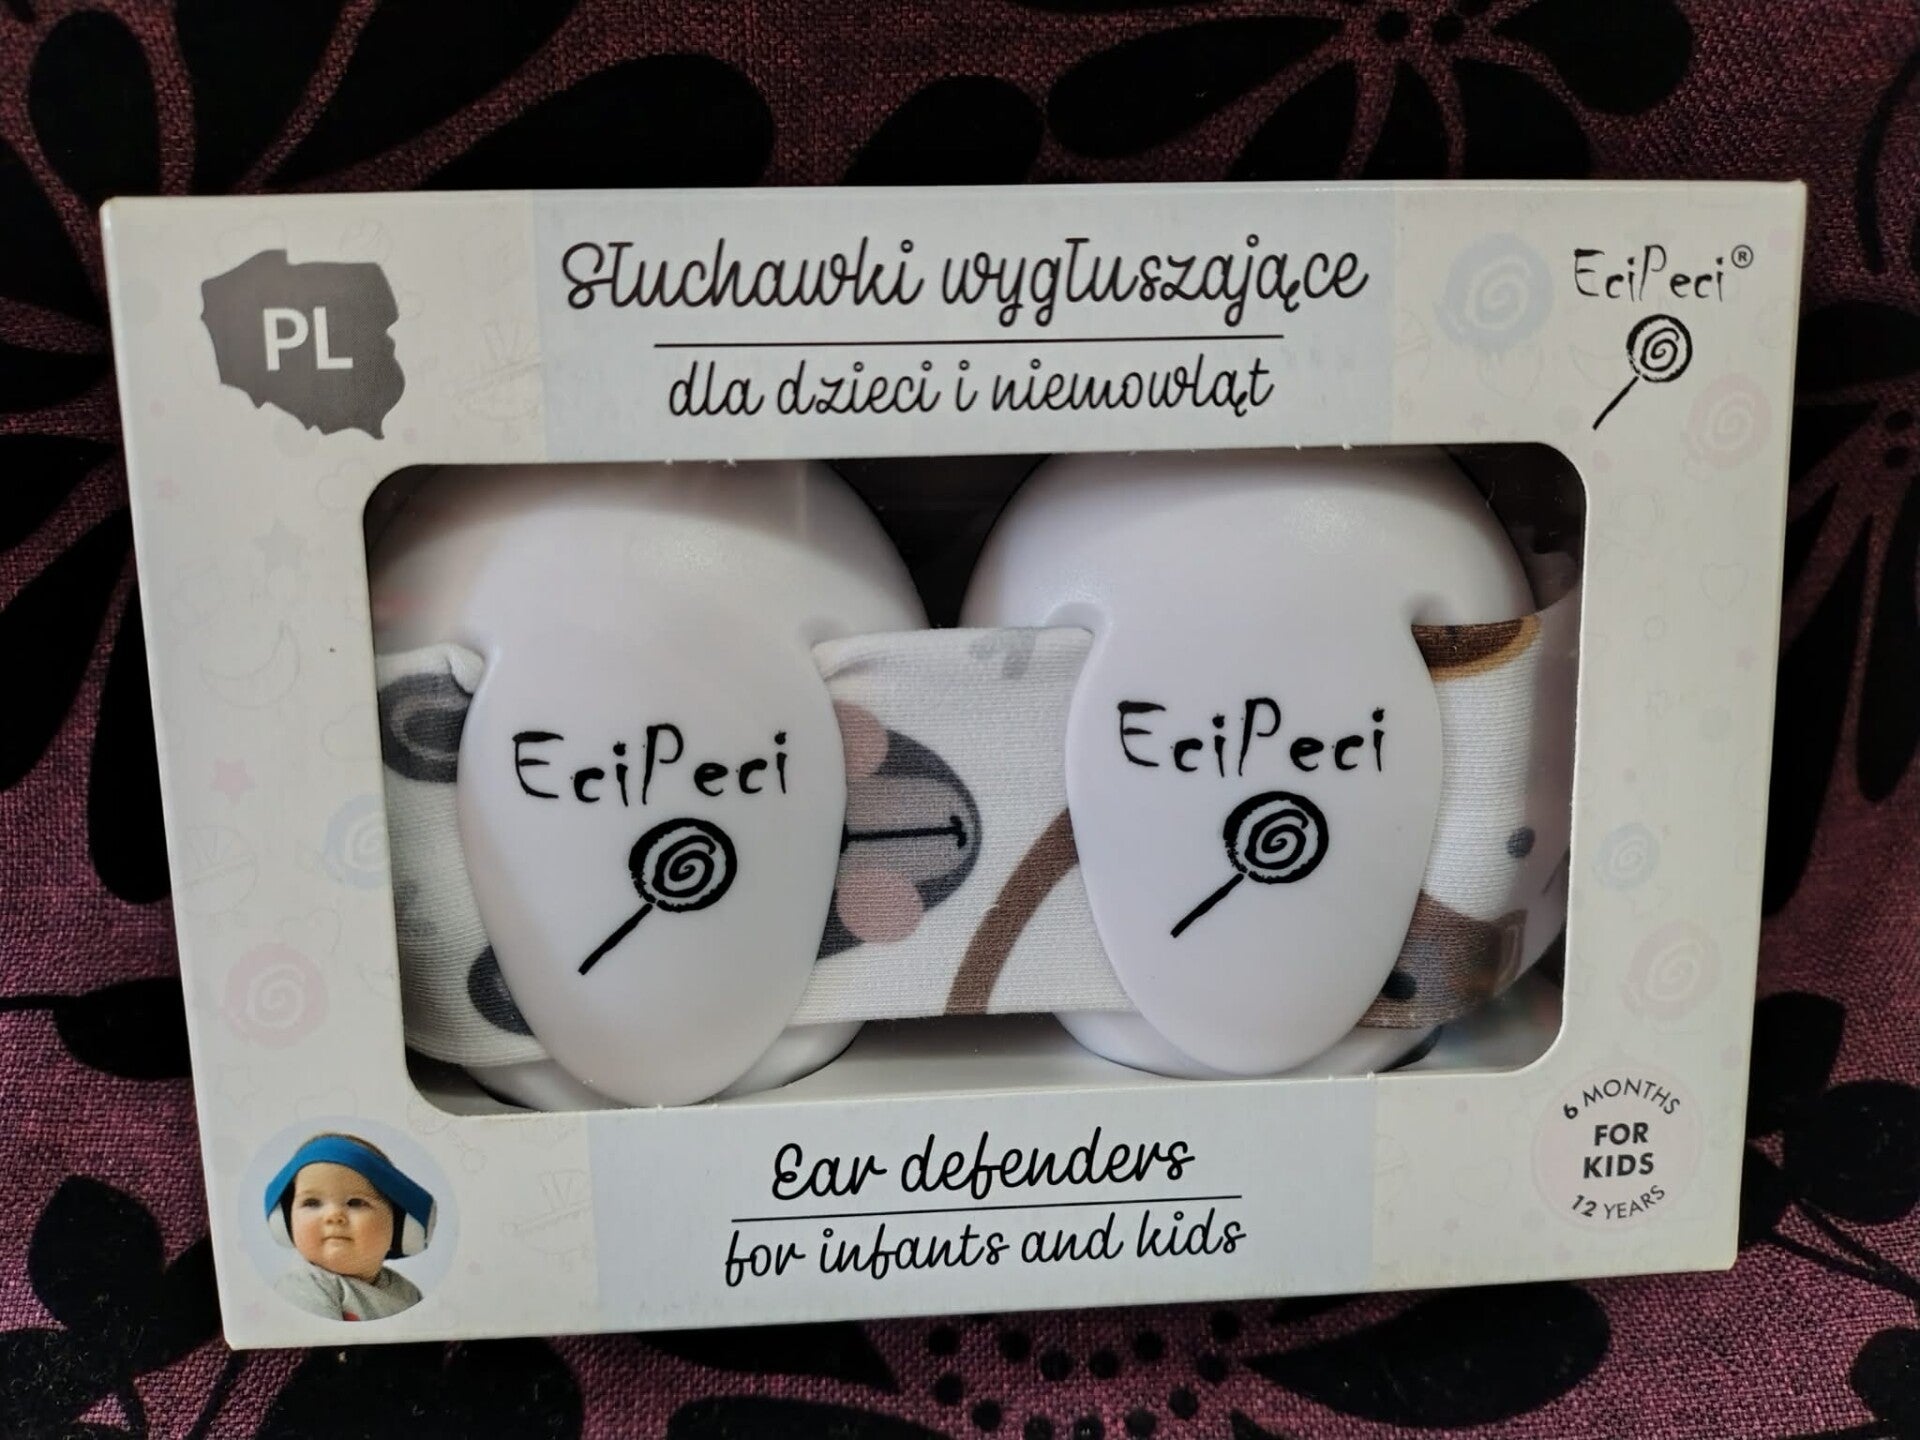 PL
Słuchawki wygłuszające
dla dzieci i niemowląt
EciPeci®
EciPeci
EciPeci
Ear defenders
for infants and kids
6 MONTHS
FOR
KIDS
12 YEARS